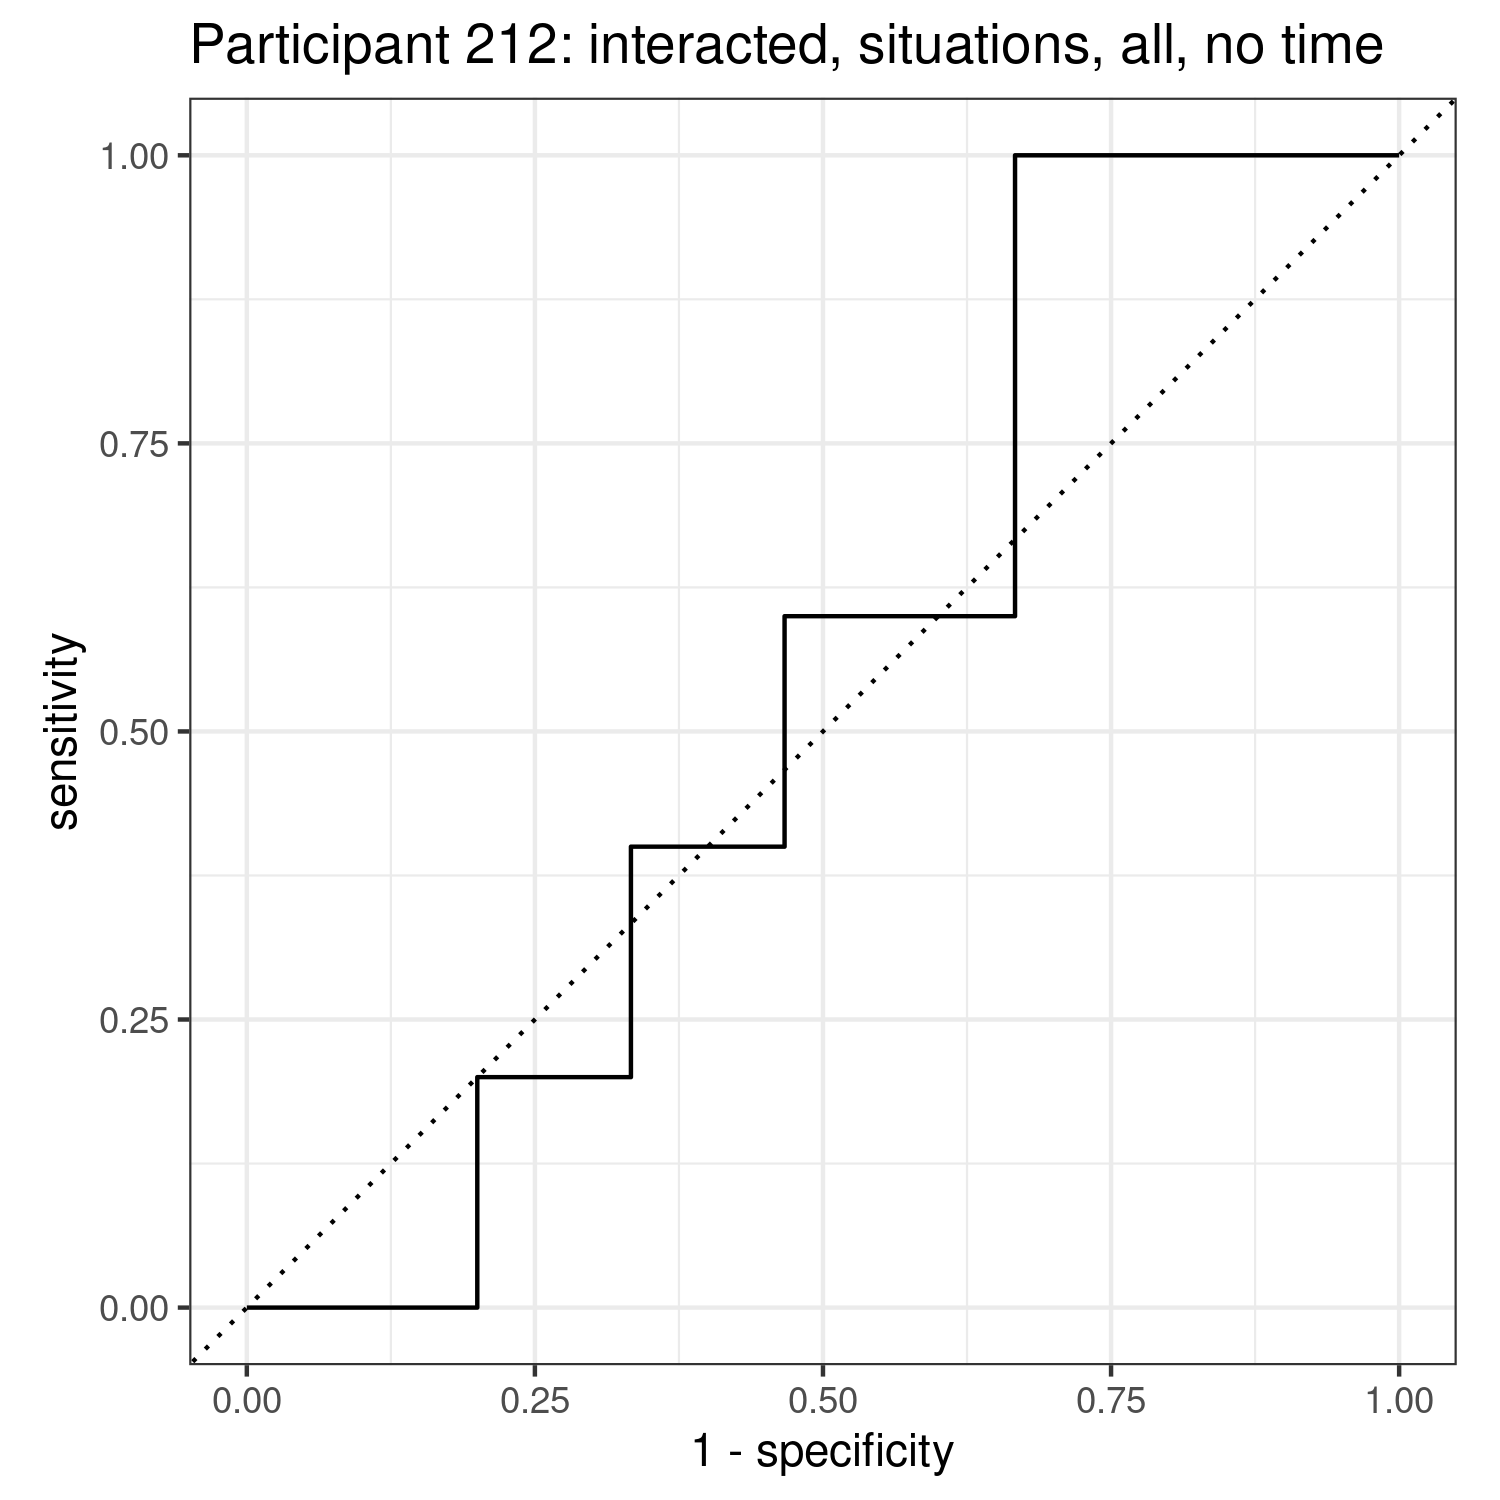 Participant 212: interacted, situations, all, no time
sensitivity
1.00
0.75
0.50
0.25
0.00
0.00 0.25 0.50 0.75 1.00
1 - specificity